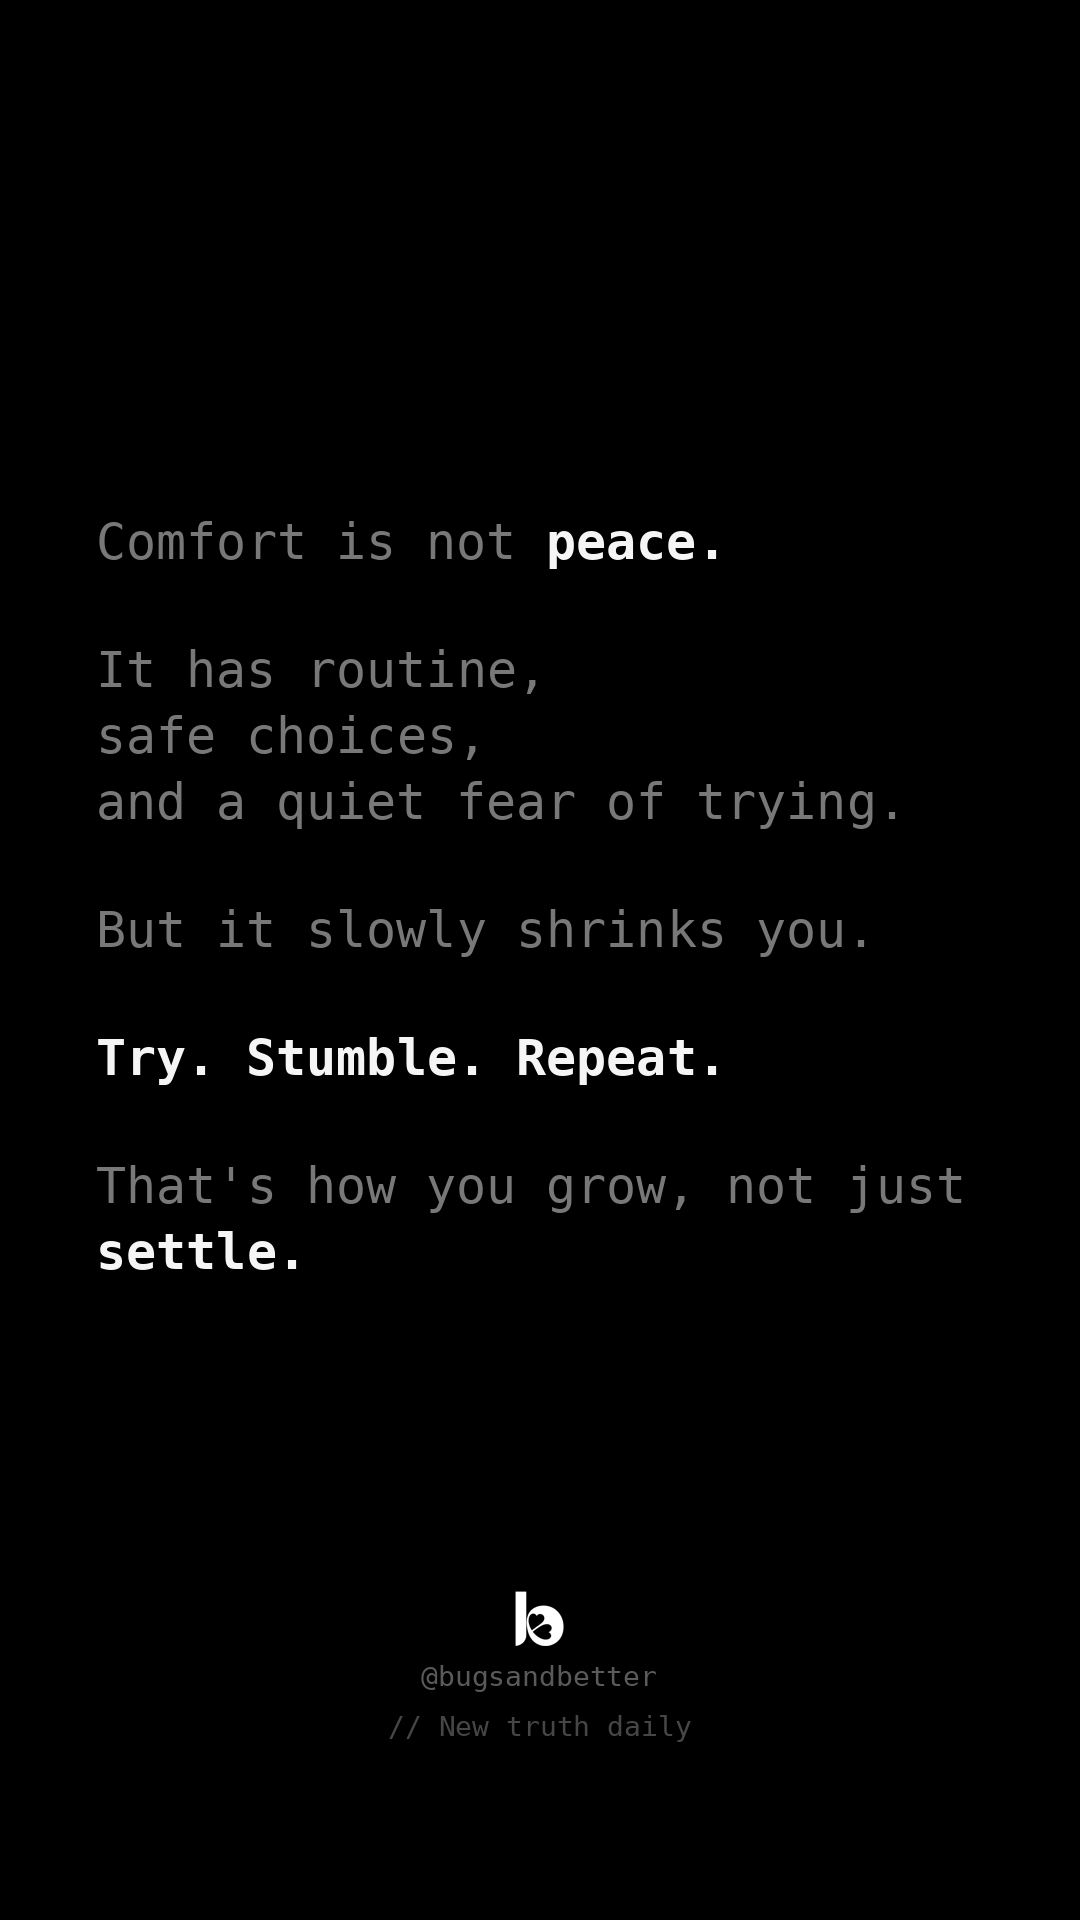 Comfort is not peace.
It has routine,
safe choices,
and a quiet fear of trying.
But it slowly shrinks you.
Try. Stumble. Repeat.
That's how you grow, not just
settle.
b
@bugsandbetter
// New truth daily